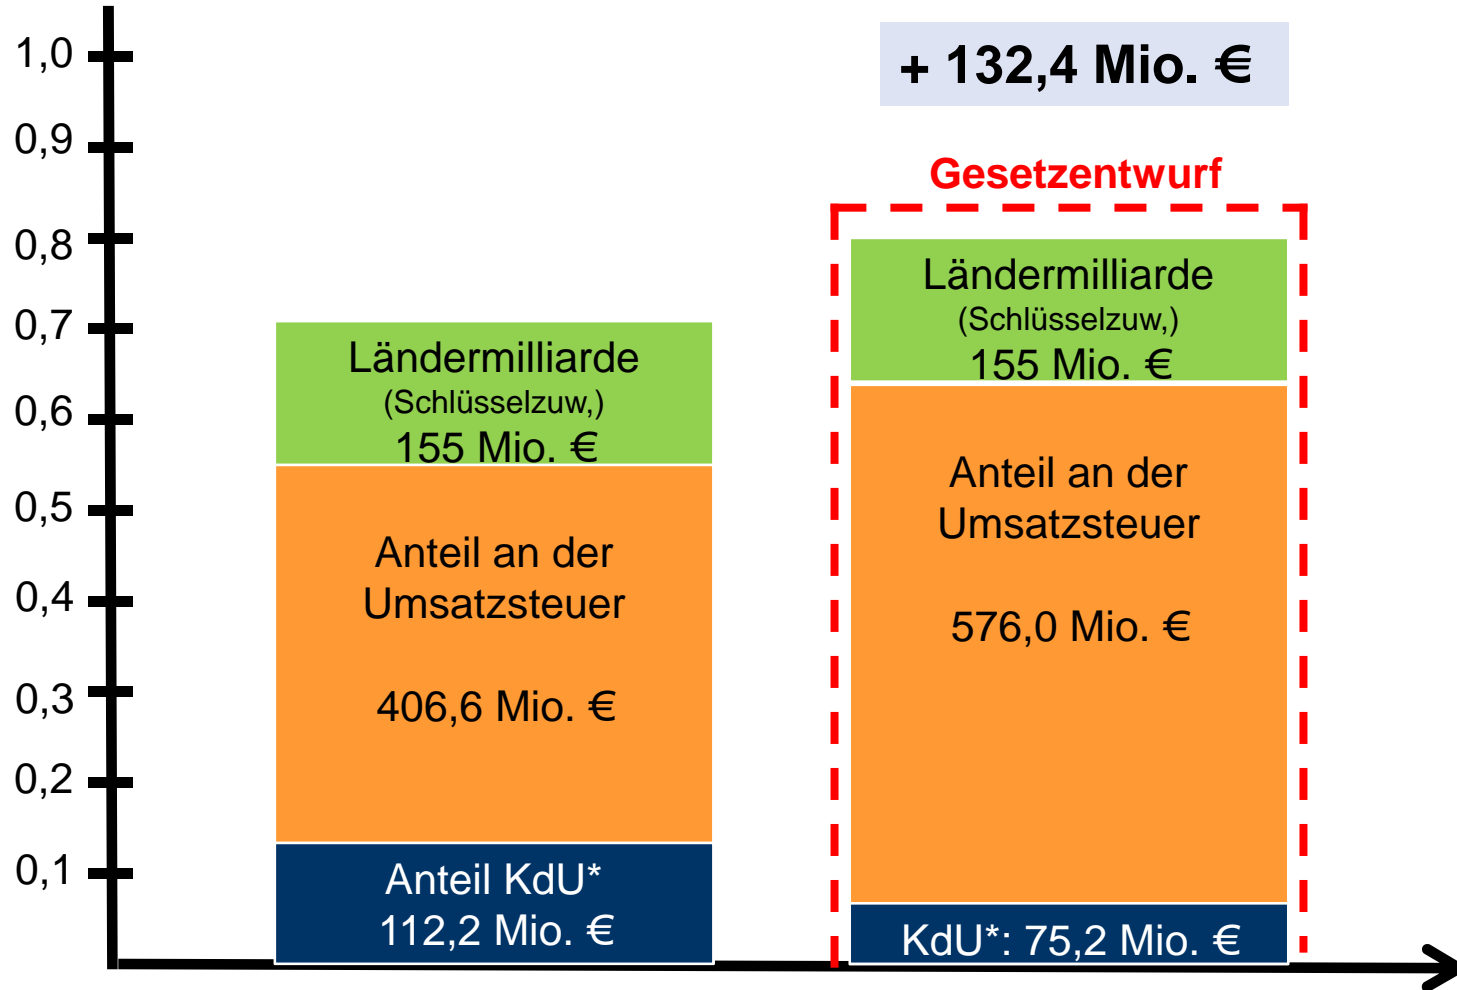 1,0
0,9
0,8
0,7
0,6
0,5
0,4
0,3
0,2
0,1
Ländermilliarde
(Schlüsselzuw,)
155 Mio. €
Anteil an der
Umsatzsteuer
406,6 Mio. €
Anteil KdU*
112,2 Mio. €
+ 132,4 Mio. €
Gesetzentwurf
Ländermilliarde
(Schlüsselzuw,)
155 Mio. €
Anteil an der
Umsatzsteuer
576,0 Mio. €
KdU*: 75,2 Mio. €